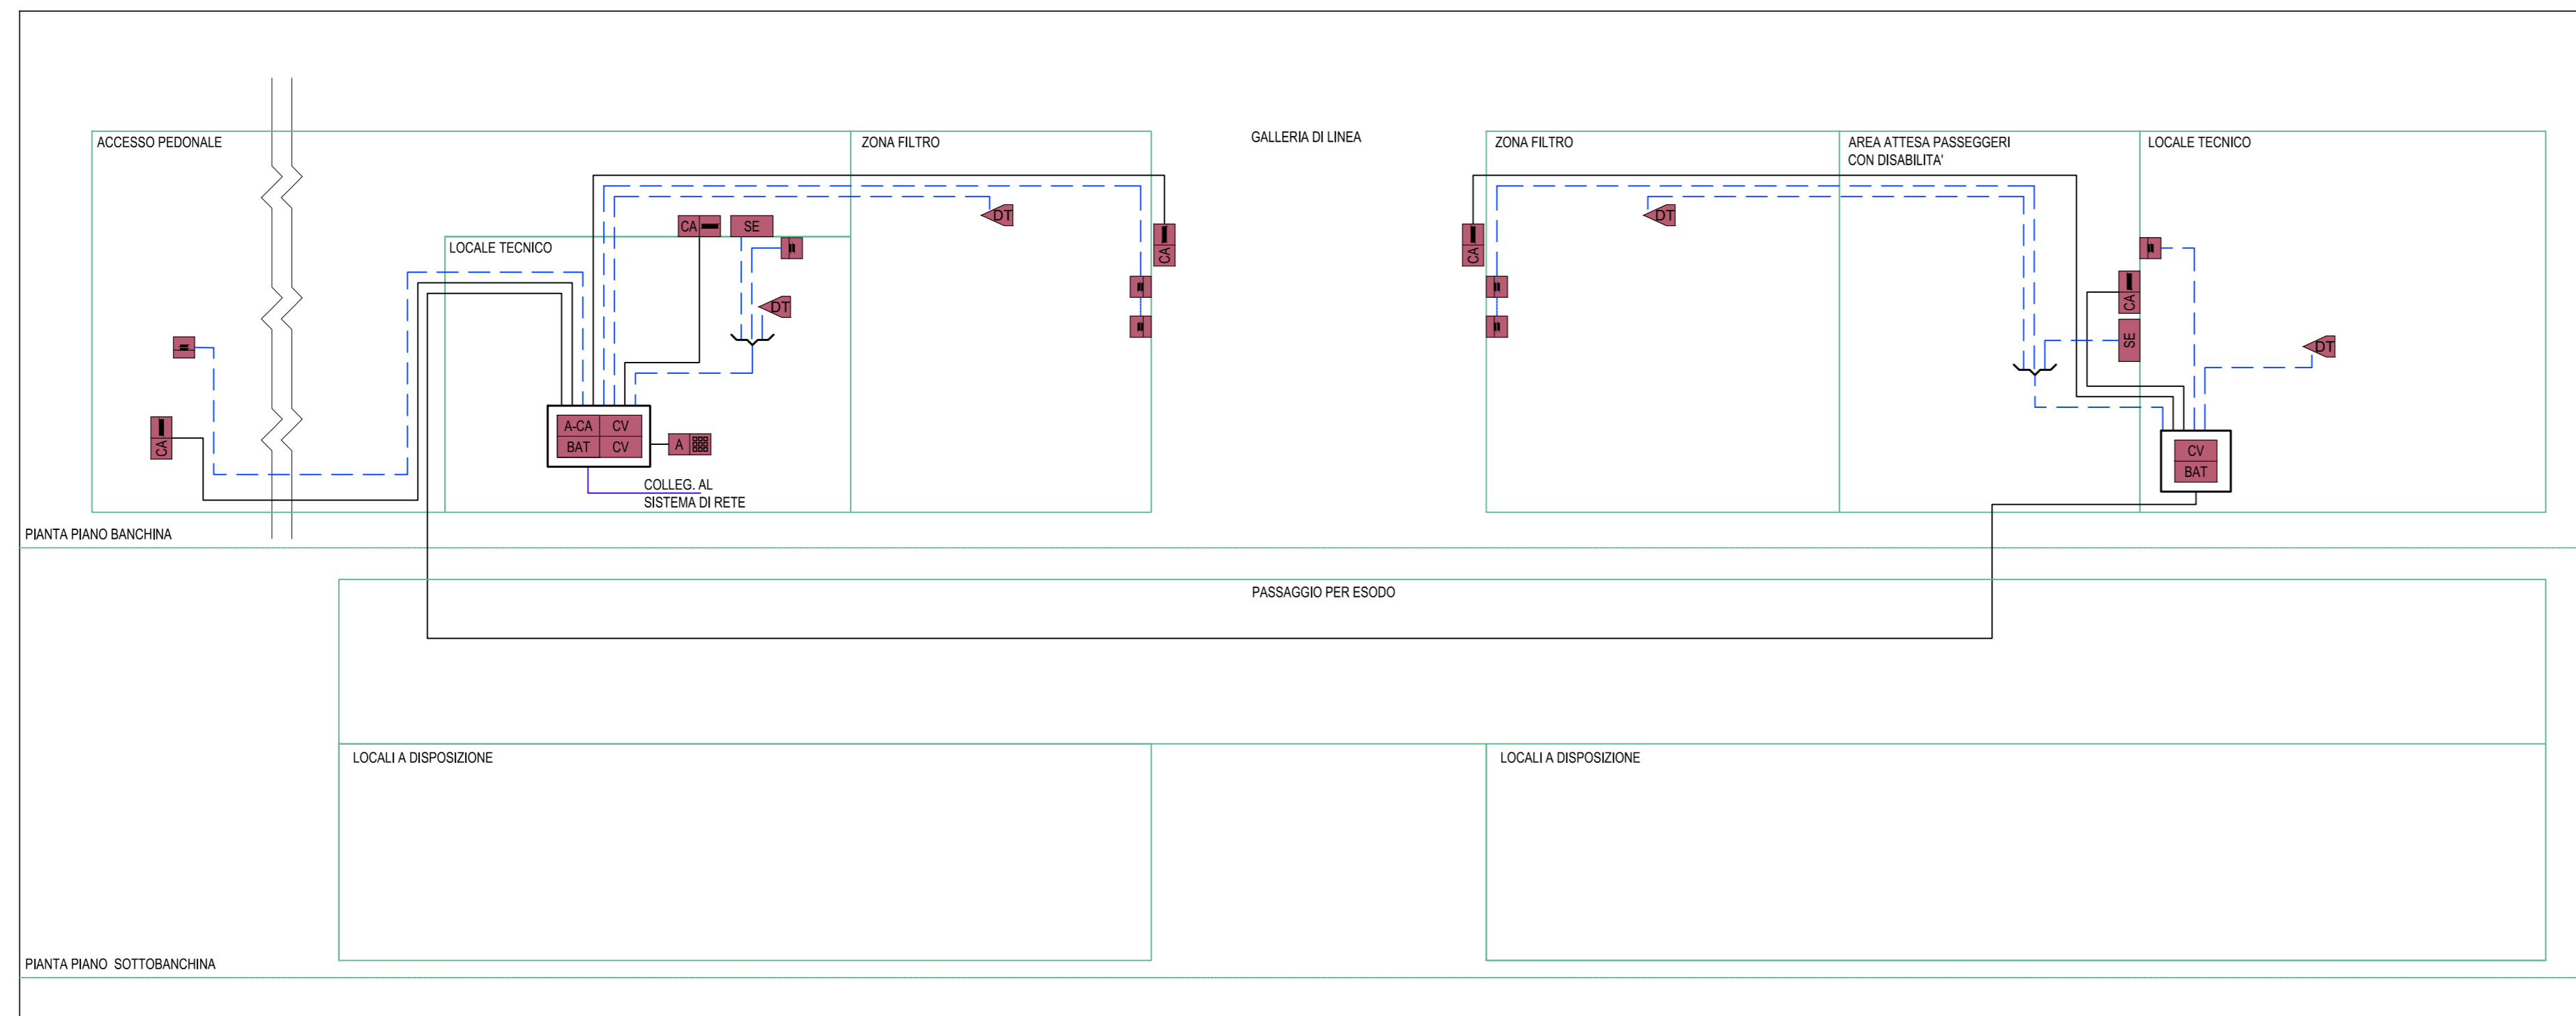 ACCESSO PEDONALE
ZONA FILTRO
GALLERIA DI LINEA
ZONA FILTRO
AREA ATTESA PASSEGGERI
CON DISABILITA'
LOCALE TECNICO
LOCALE TECNICO
CA
SE
DT
DT
CA
CA
DT
CA
SE
DT
CA
A-CA
CV
BAT
CV
A
CV
BAT
COLLEG. AL
SISTEMA DI RETE
PIANTA PIANO BANCHINA
PASSAGGIO PER ESODO
LOCALI A DISPOSIZIONE
LOCALI A DISPOSIZIONE
PIANTA PIANO SOTTOBANCHINA